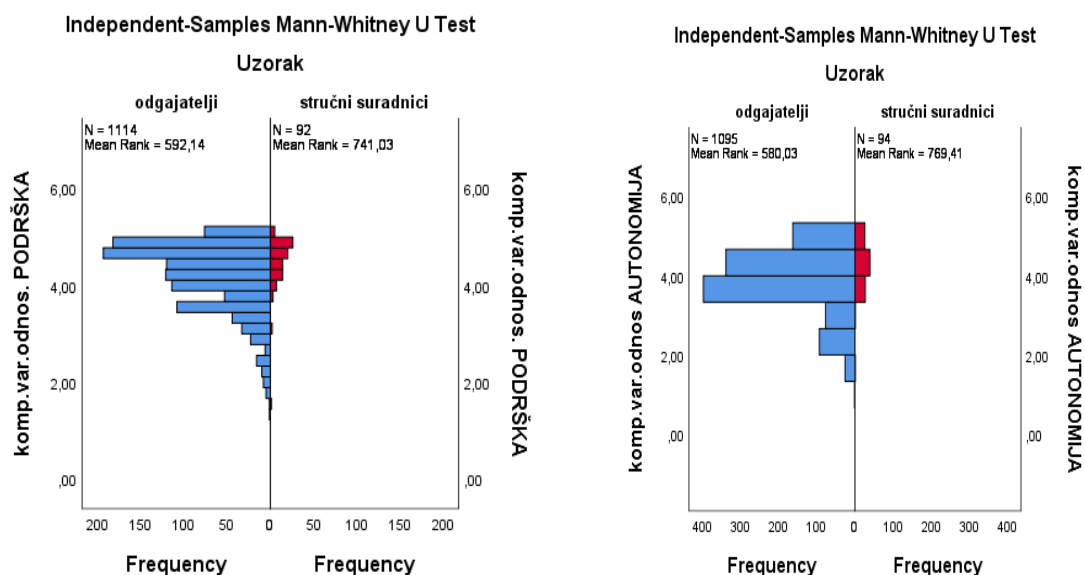 Independent-Samples Mann-Whitney U Test
Uzorak
odgajatelji
stručni suradnici
N = 1114
Mean Rank = 592,14
N = 92
Mean Rank = 741,03
komp.var.odnos. PODRŠKA
6,00
4,00
2,00
,00
6,00
4,00
2,00
,00
komp.var.odnos. PODRŠKA
200 150 100 50 0 50 100 150 200
Frequency
Frequency
Independent-Samples Mann-Whitney U Test
Uzorak
odgajatelji
stručni suradnici
N = 1095
Mean Rank = 580,03
N = 94
Mean Rank = 769,41
komp.var.odnos AUTONOMIJA
6,00
4,00
2,00
,00
6,00
4,00
2,00
,00
komp.var.odnos AUTONOMIJA
400 300 200 100 0 100 200 300 400
Frequency
Frequency